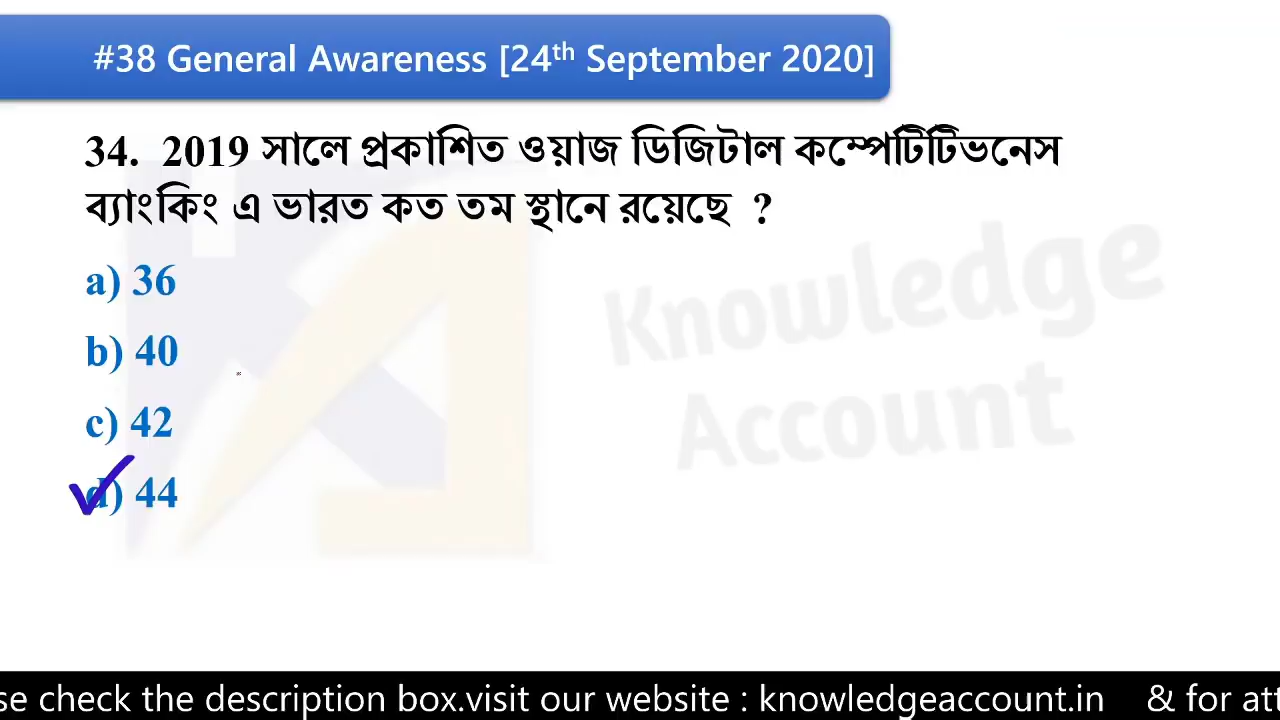 #38 General Awareness [24th September 2020]
34. 2019 সালে প্রকাশিত ওয়াজ ডিজিটাল কম্পেটিটিভনেস
ব্যাংকিং এ ভারত কত তম স্থানে রয়েছে ?
a) 36
b) 40
c) 42
d) 44
Knowledge
Account
se check the description box.visit our website : knowledgeaccount.in & for att